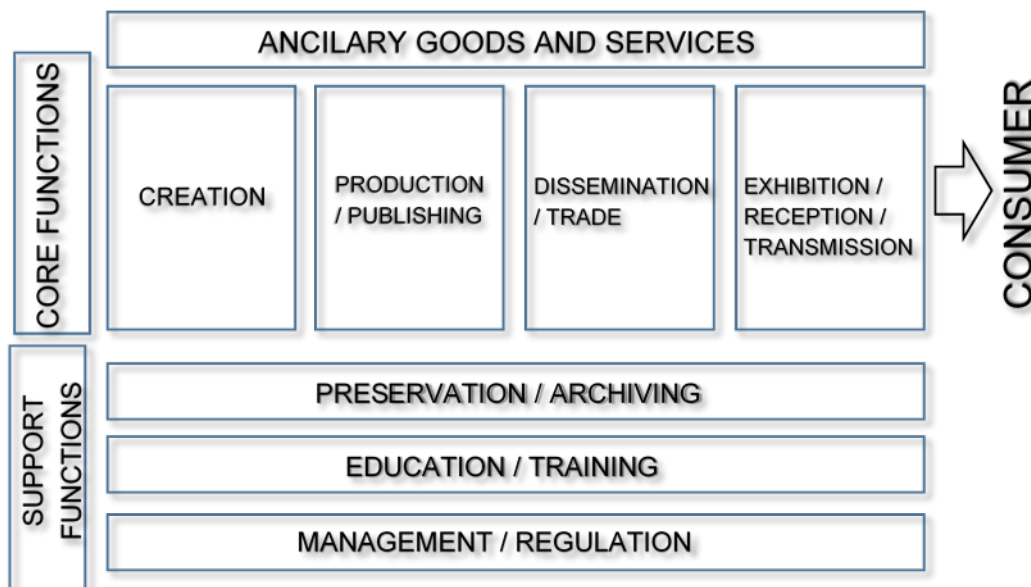 ANCILARY GOODS AND SERVICES
CORE FUNCTIONS
CREATION
PRODUCTION
/ PUBLISHING
DISSEMINATION
/ TRADE
EXHIBITION /
RECEPTION /
TRANSMISSION
CONSUMER
SUPPORT
FUNCTIONS
PRESERVATION / ARCHIVING
EDUCATION / TRAINING
MANAGEMENT / REGULATION